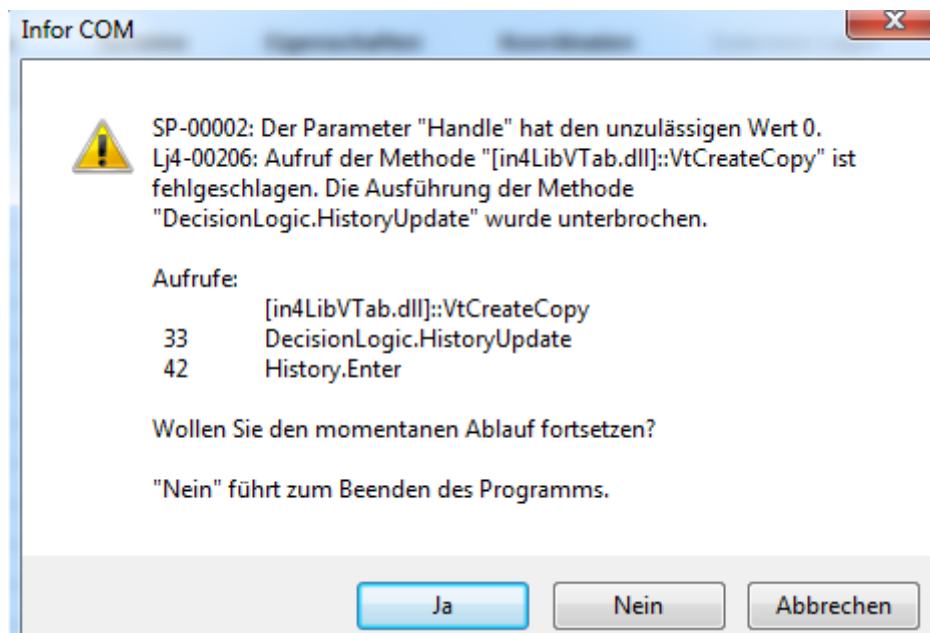 Infor COM
Eigenschaften
Koordinaten
SP-00002: Der Parameter "Handle" hat den unzulässigen Wert 0.
Lj4-00206: Aufruf der Methode "[in4LibVTab.dll]::VtCreateCopy" ist
fehlgeschlagen. Die Ausführung der Methode
"DecisionLogic.HistoryUpdate" wurde unterbrochen.
Aufrufe:
[in4LibVTab.dll]::VtCreateCopy
33 DecisionLogic.HistoryUpdate
42 History.Enter
Wollen Sie den momentanen Ablauf fortsetzen?
"Nein" führt zum Beenden des Programms.
Ja
Nein
Abbrechen